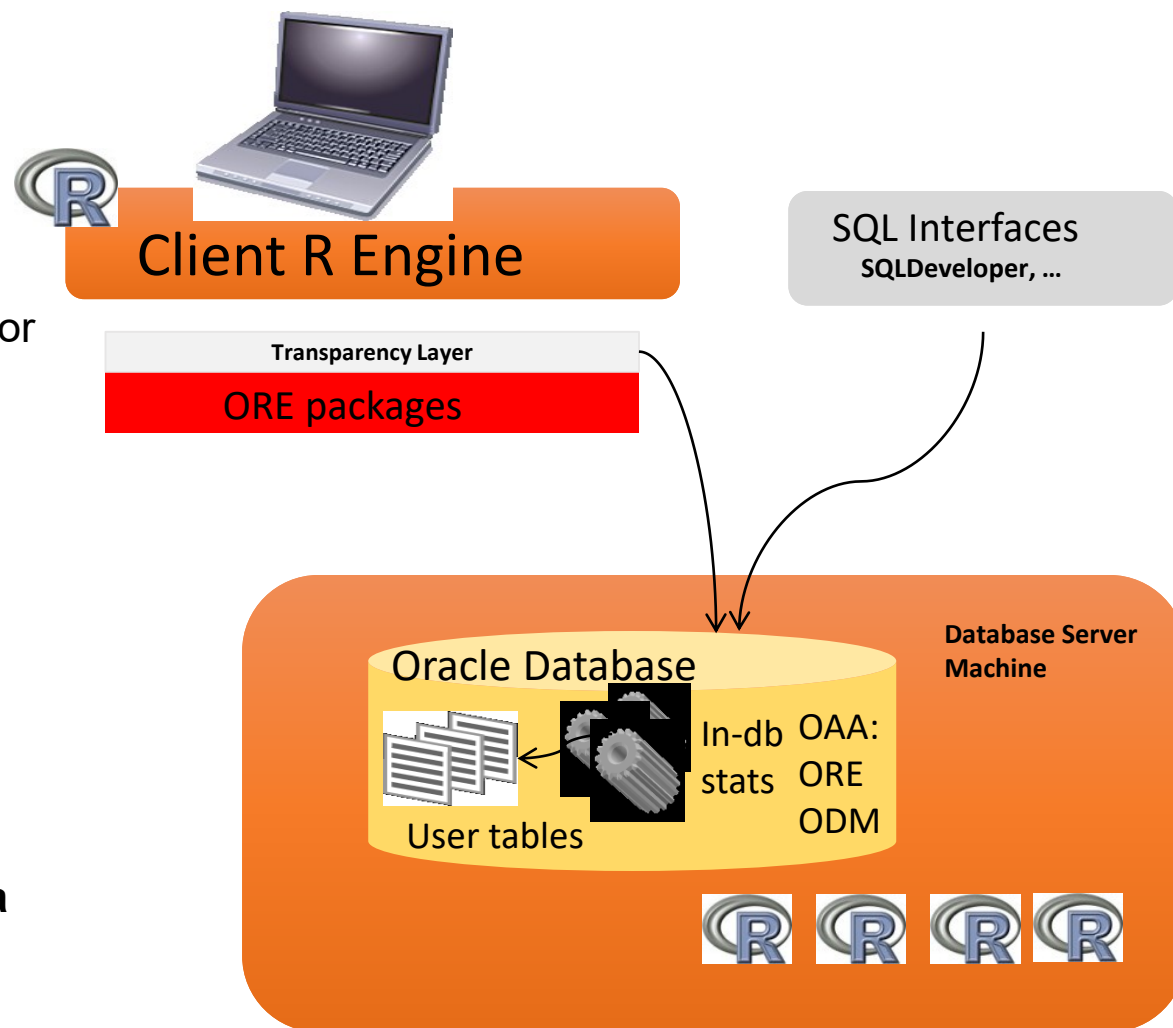 R
Client R Engine
SQL Interfaces
SQLDeveloper, ...
or
Transparency Layer
ORE packages
Database Server
Machine
Oracle Database
In-db
stats
OAA:
ORE
ODM
User tables
a
R R R R